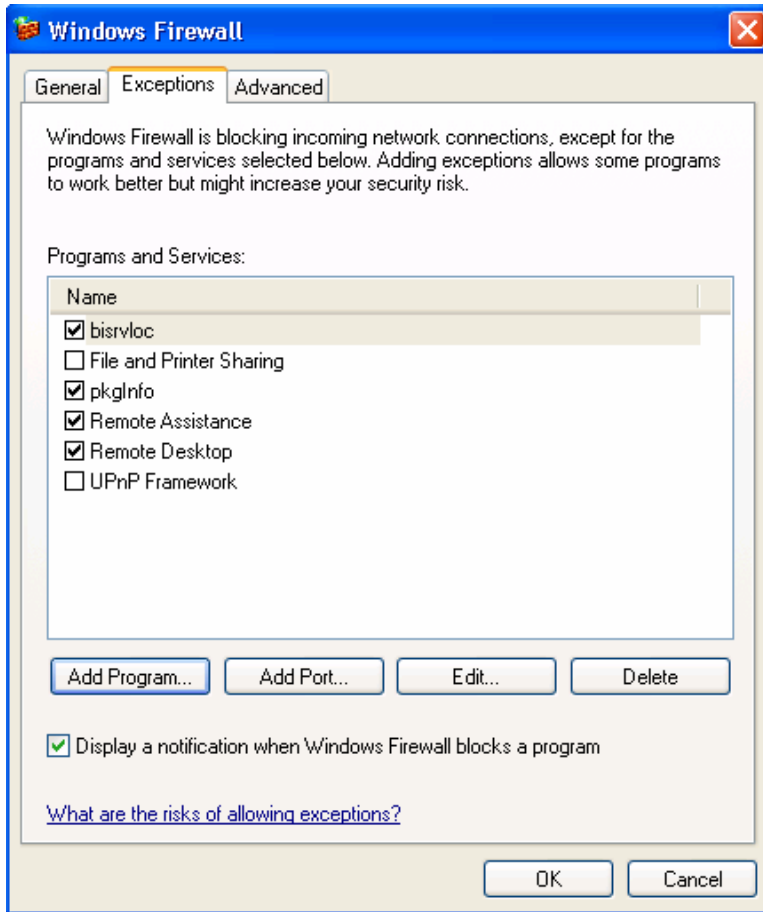 Windows Firewall
General Exceptions Advanced
Windows Firewall is blocking incoming network connections, except for the
programs and services selected below. Adding exceptions allows some programs
to work better but might increase your security risk.
Programs and Services:
Name
bisrvloc
File and Printer Sharing
pkgInfo
Remote Assistance
Remote Desktop
UPnP Framework
Add Program... Add Port... Edit... Delete
Display a notification when Windows Firewall blocks a program
What are the risks of allowing exceptions?
OK Cancel